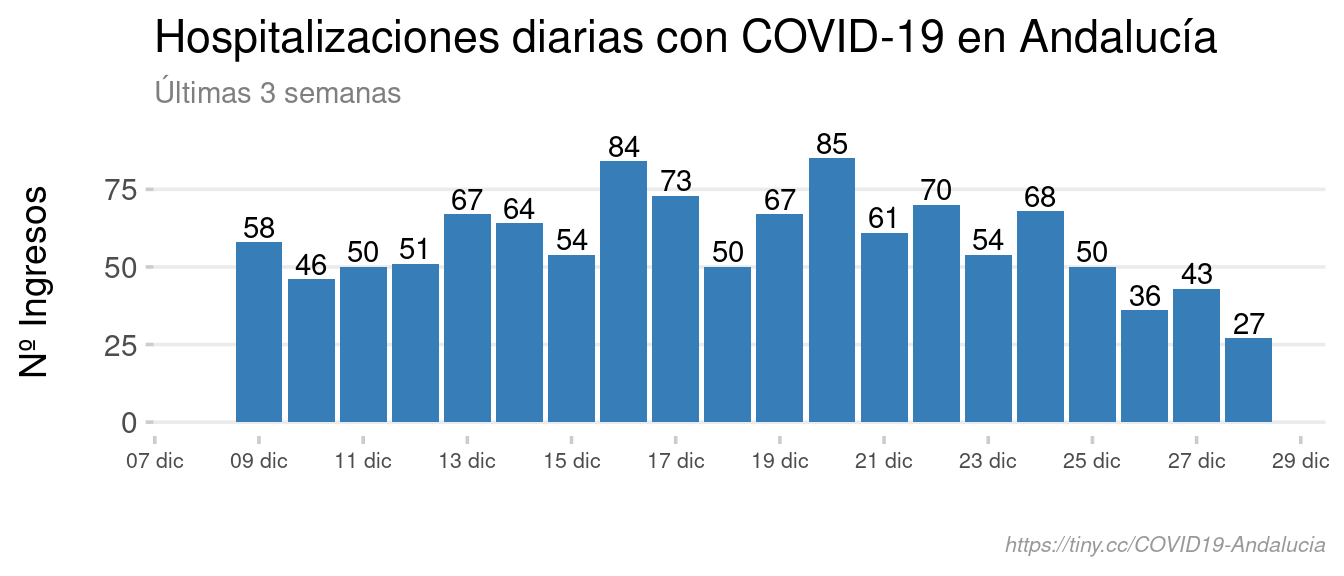 Hospitalizaciones diarias con COVID-19 en Andalucía
Últimas 3 semanas
Nº Ingresos
75
50
25
0
58
46
50
51
67
64
54
84
73
50
67
85
61
70
54
68
50
36
43
27
07 dic
09 dic
11 dic
13 dic
15 dic
17 dic
19 dic
21 dic
23 dic
25 dic
27 dic
29 dic
https://tiny.cc/COVID19-Andalucia